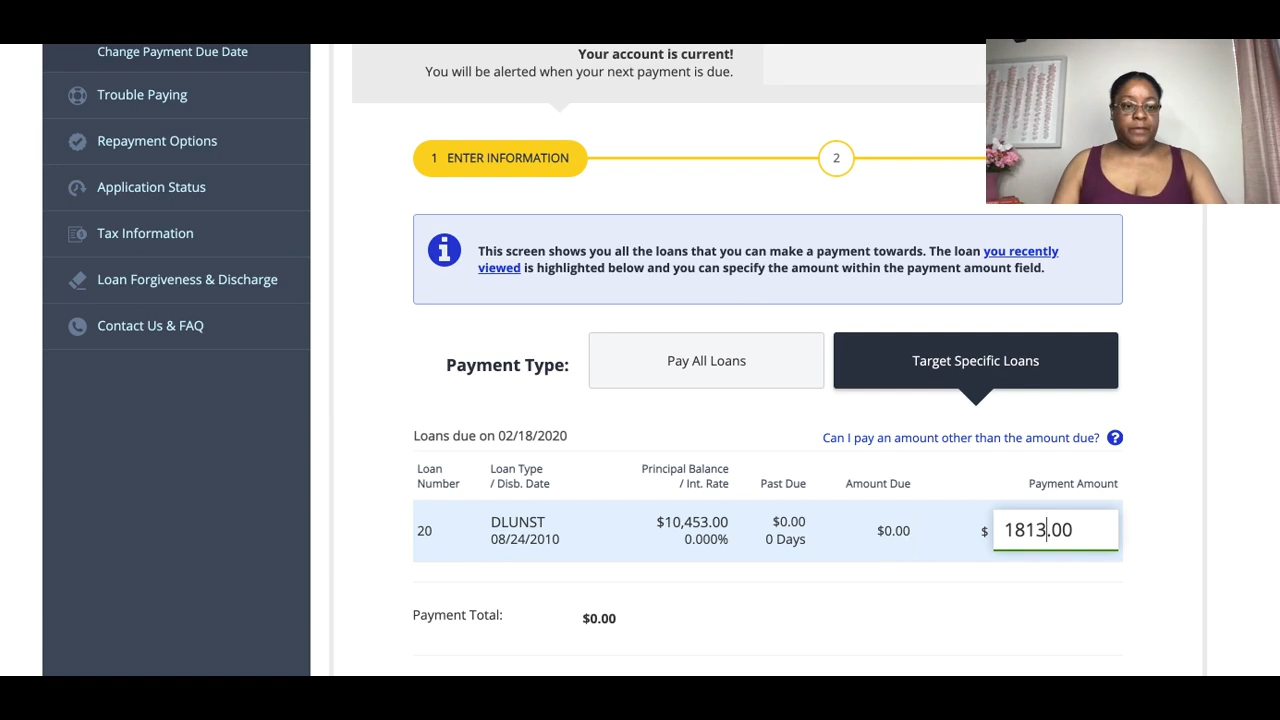 Change Payment Due Date
Trouble Paying
Repayment Options
Application Status
Tax Information
Loan Forgiveness & Discharge
Contact Us & FAQ
Your account is current!
You will be alerted when your next payment is due.
1 ENTER INFORMATION
2
This screen shows you all the loans that you can make a payment towards. The loan you recently
viewed is highlighted below and you can specify the amount within the payment amount field.
Payment Type:
Pay All Loans
Target Specific Loans
Loans due on 02/18/2020
Can I pay an amount other than the amount due? ?
Loan Loan Type Principal Balance
Number / Disb. Date / Int. Rate Past Due Amount Due Payment Amount
20 DLUNST $10,453.00 $0.00 $0.00 $ 1813.00
08/24/2010 0.000% 0 Days
Payment Total: $0.00